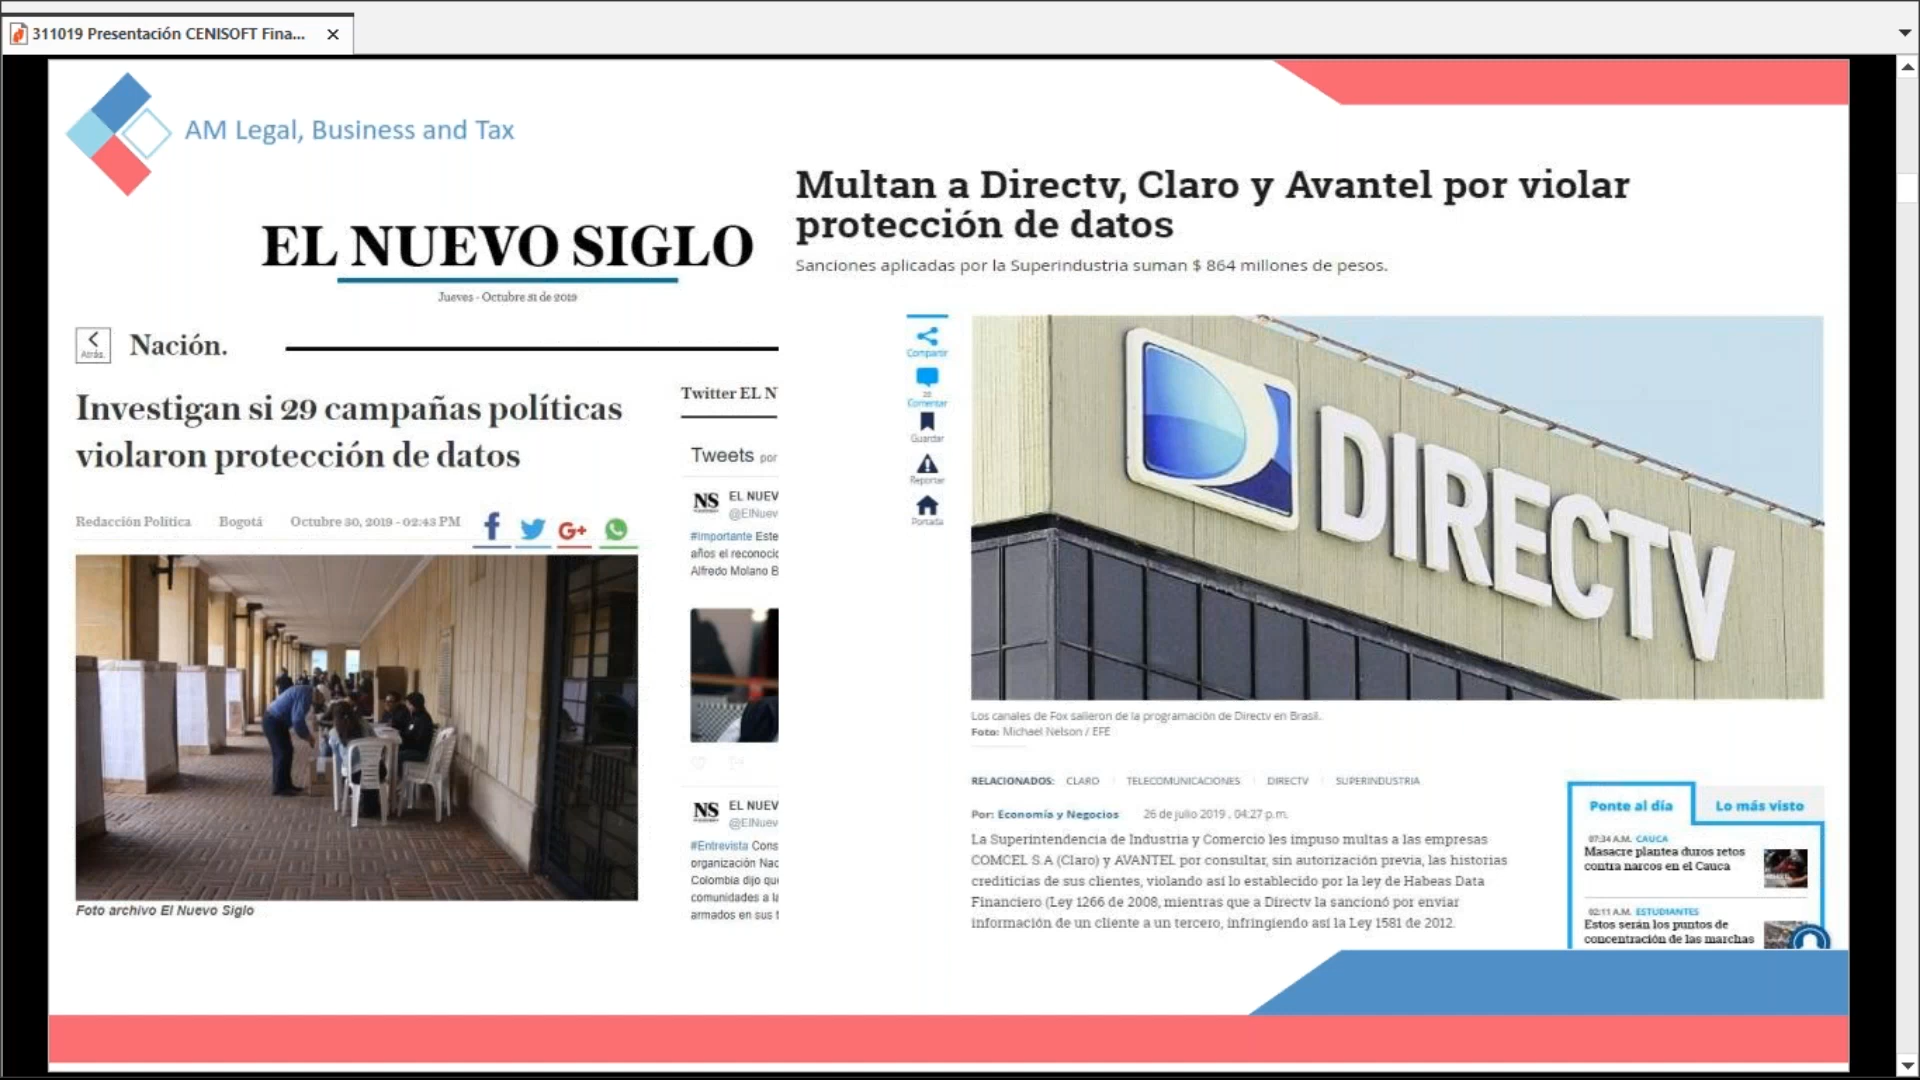 311019 Presentación CENISOFT Fina...
AM Legal, Business and Tax
EL NUEVO SIGLO
Jueves - Octubre 31 de 2019
Atrás.
Nación.
Investigan si 29 campañas políticas
violaron protección de datos
Redacción Política Bogotá Octubre 30, 2019 - 02:43 PM
Foto archivo El Nuevo Siglo
Twitter EL N
Tweets por
NS EL NUEV
@ElNuev
#Importante Este
años el reconocic
Alfredo Molano B
NS EL NUEV
@ElNuev
#Entrevista Cons
organización Nac
Colombia dijo que
comunidades a la
armados en sus t
Multan a Directv, Claro y Avantel por violar
protección de datos
Sanciones aplicadas por la Superindustria suman $ 864 millones de pesos.
Compartir
Comentar
Guardar
Reportar
Portada
DIRECTV
Los canales de Fox salieron de la programación de Directv en Brasil.
Foto: Michael Nelson / EFE
RELACIONADOS: CLARO TELECOMUNICACIONES DIRECTV SUPERINDUSTRIA
Por: Economía y Negocios 26 de julio 2019 , 04:27 p.m.
La Superintendencia de Industria y Comercio les impuso multas a las empresas
COMCEL S.A (Claro) y AVANTEL por consultar, sin autorización previa, las historias
crediticias de sus clientes, violando así lo establecido por la ley de Habeas Data
Financiero (Ley 1266 de 2008, mientras que a Directv la sancionó por enviar
información de un cliente a un tercero, infringiendo así la Ley 1581 de 2012.
Ponte al día Lo más visto
07:34 A.M. CAUCA
Masacre plantea duros retos
contra narcos en el Cauca
02:11 A.M. ESTUDIANTES
Estos serán los puntos de
concentración de las marchas